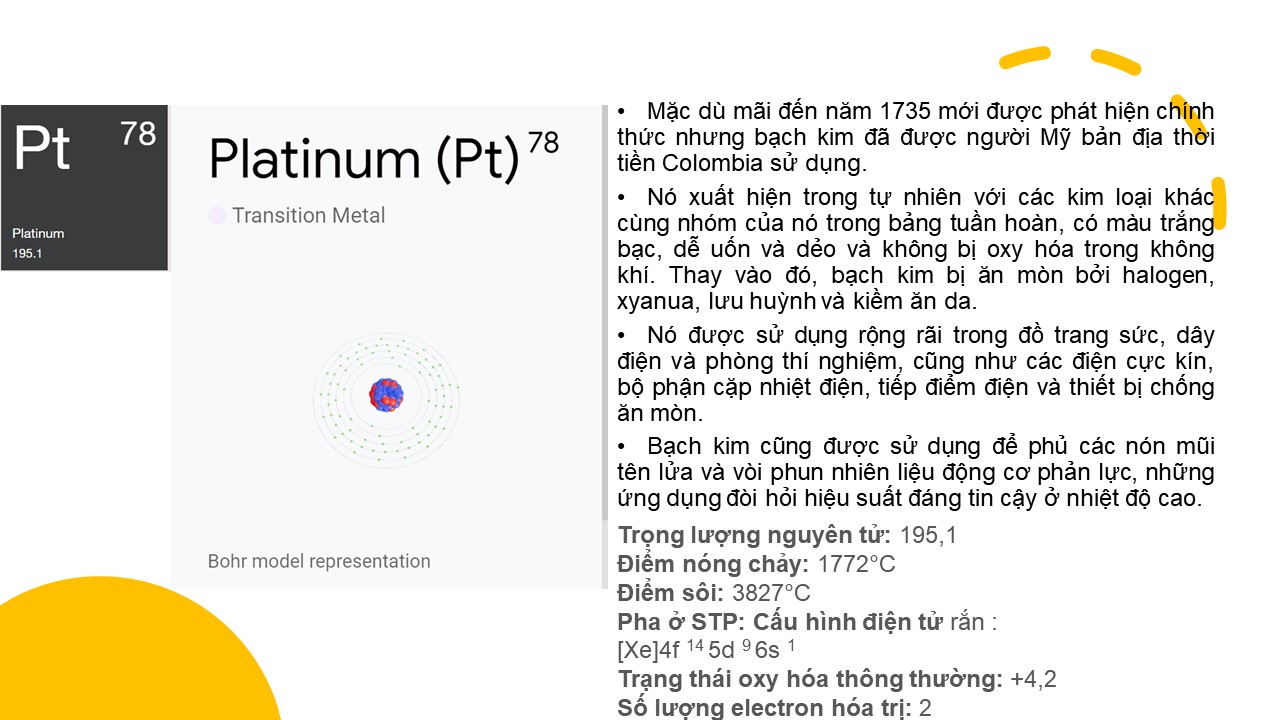 Pt 78
Platinum
195.1
Platinum (Pt) 78
Transition Metal
Bohr model representation
• Mặc dù mãi đến năm 1735 mới được phát hiện chính
thức nhưng bạch kim đã được người Mỹ bản địa thời
tiền Colombia sử dụng.
• Nó xuất hiện trong tự nhiên với các kim loại khác
cùng nhóm của nó trong bảng tuần hoàn, có màu trắng
bạc, dễ uốn và dẻo và không bị oxy hóa trong không
khí. Thay vào đó, bạch kim bị ăn mòn bởi halogen,
xyanua, lưu huỳnh và kiềm ăn da.
• Nó được sử dụng rộng rãi trong đồ trang sức, dây
điện và phòng thí nghiệm, cũng như các điện cực kín,
bộ phận cặp nhiệt điện, tiếp điểm điện và thiết bị chống
ăn mòn.
• Bạch kim cũng được sử dụng để phủ các nón mũi
tên lửa và vòi phun nhiên liệu động cơ phản lực, những
ứng dụng đòi hỏi hiệu suất đáng tin cậy ở nhiệt độ cao.
Trọng lượng nguyên tử: 195,1
Điểm nóng chảy: 1772°C
Điểm sôi: 3827°C
Pha ở STP: Cấu hình điện tử rắn :
[Xe]4f 14 5d 9 6s 1
Trạng thái oxy hóa thông thường: +4,2
Số lượng electron hóa trị: 2